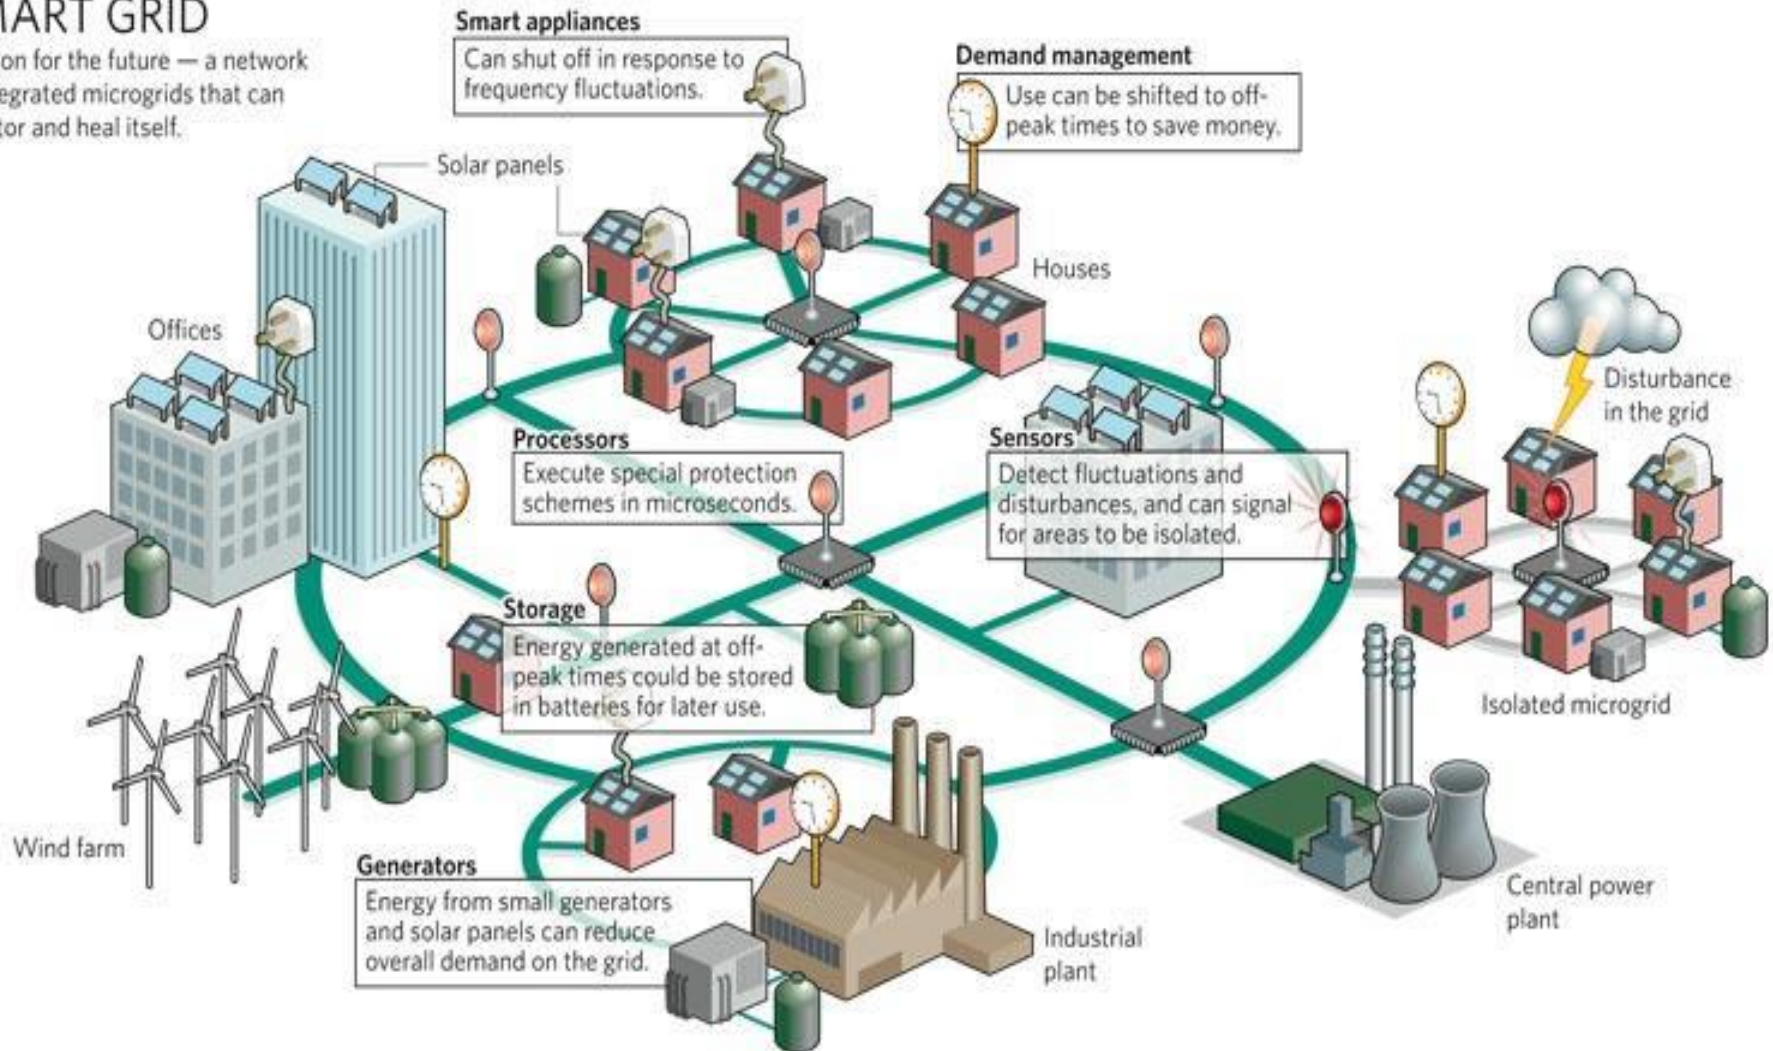 MART GRID
on for the future — a network
egrated microgrids that can
tor and heal itself.
Smart appliances
Can shut off in response to
frequency fluctuations.
Demand management
Use can be shifted to off-
peak times to save money.
Solar panels
Houses
Offices
Disturbance
in the grid
Processors
Execute special protection
schemes in microseconds.
Sensors
Detect fluctuations and
disturbances, and can signal
for areas to be isolated.
Storage
Energy generated at off-
peak times could be stored
in batteries for later use.
Isolated microgrid
Wind farm
Generators
Energy from small generators
and solar panels can reduce
overall demand on the grid.
Industrial
plant
Central power
plant